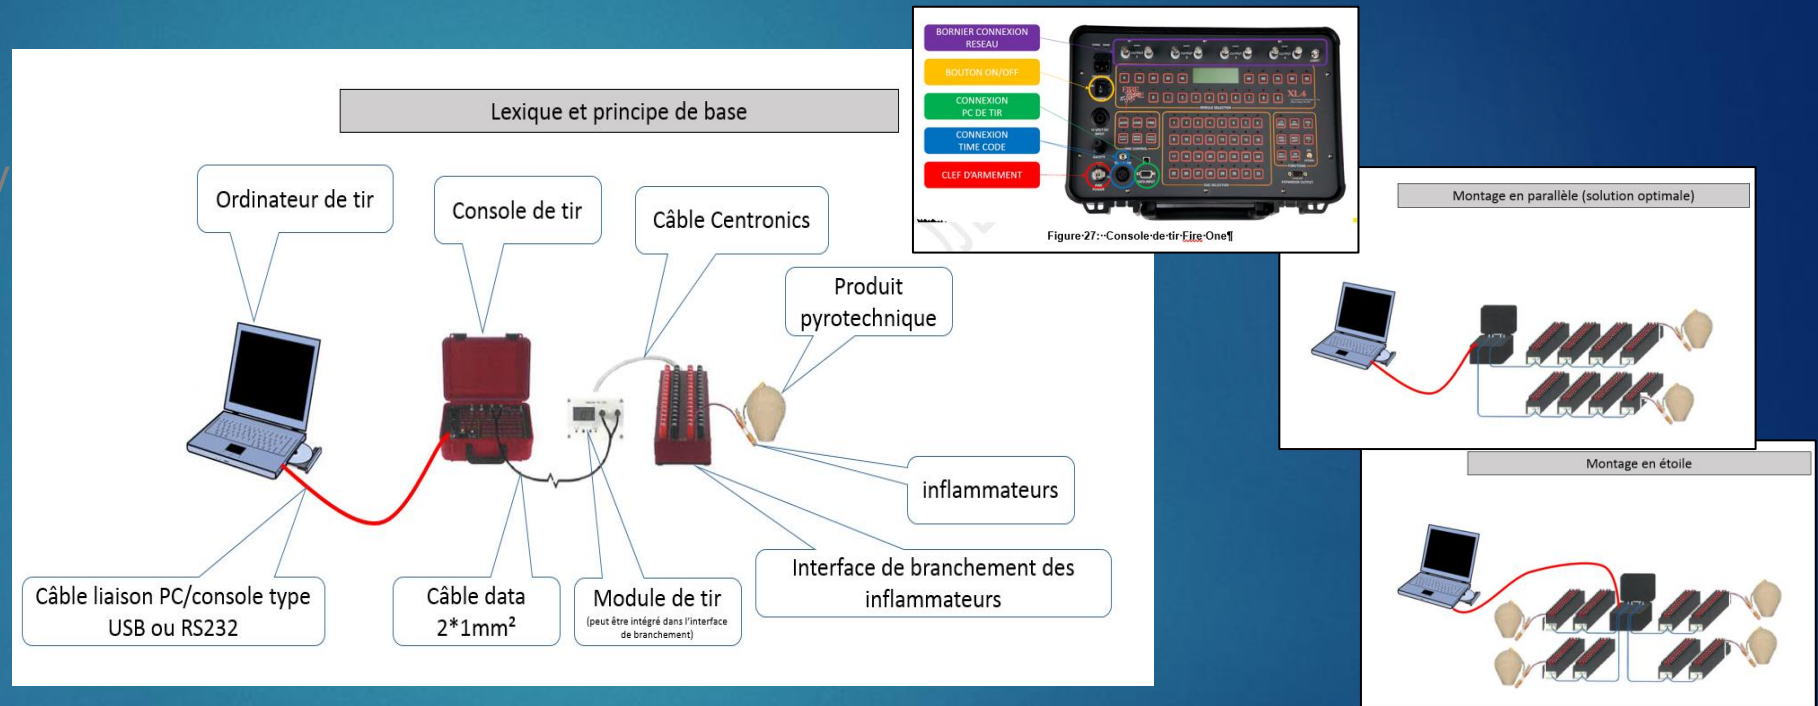 Lexique et principe de base
Ordinateur de tir
Console de tir
Câble Centronics
Produit
pyrotechnique
inflammateurs
Interface de branchement des
inflammateurs
Module de tir
(peut être intégré dans l'interface
de branchement)
Câble data
2*1mm²
Câble liaison PC/console type
USB ou RS232
BORNIER CONNEXION
RESEAU
BOUTON ON/OFF
CONNEXION
PC DE TIR
CONNEXION
TIME CODE
CLEF D'ARMEMENT
XL4
Figure·27:··Console·de·tir·Fire·One¶
Montage en parallèle (solution optimale)
Montage en étoile